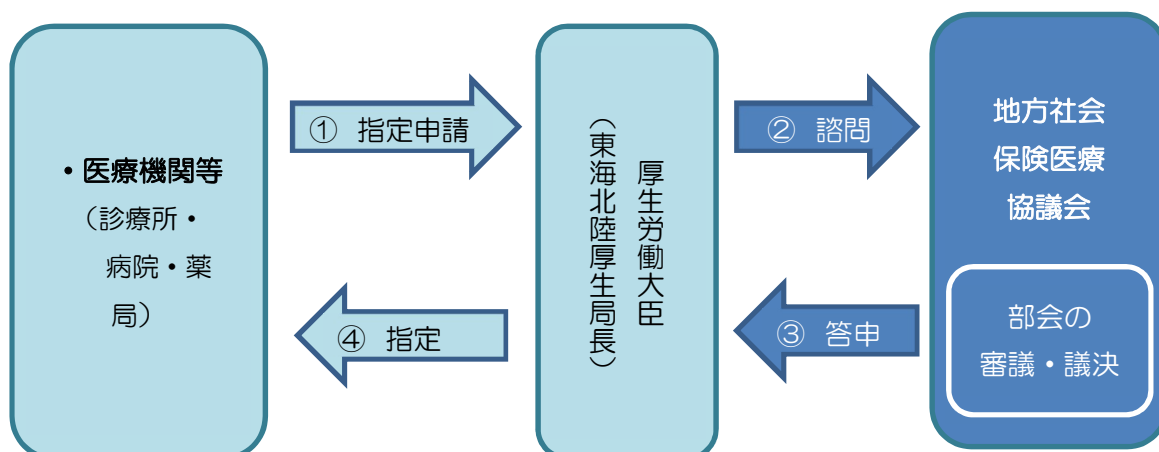 ・医療機関等
（診療所・
病院・薬
局）
① 指定申請
④ 指定
厚生労働大臣
（東海北陸厚生局長）
② 諮問
③ 答申
地方社会
保険医療
協議会
部会の
審議・議決